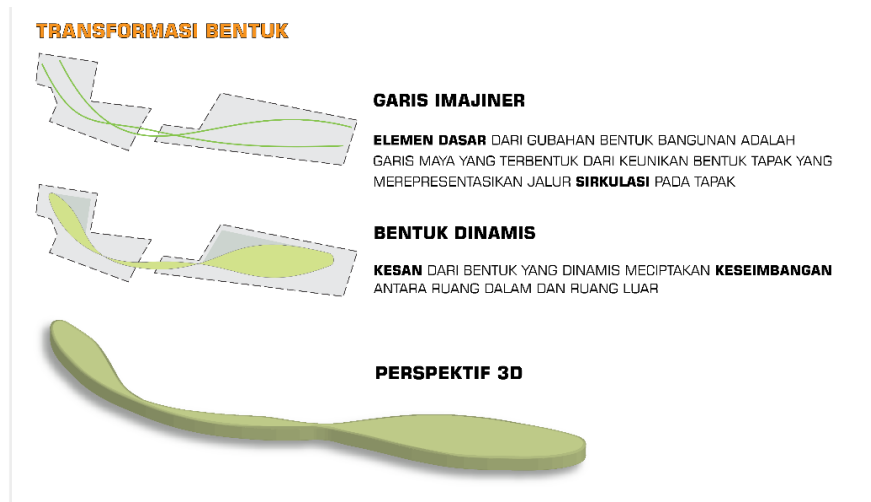 TRANSFORMASI BENTUK
GARIS IMAJINER
ELEMEN DASAR DARI GUBAHAN BENTUK BANGUNAN ADALAH
GARIS MAYA YANG TERBENTUK DARI KEUNIKAN BENTUK TAPAK YANG
MEREPRESENTASIKAN JALUR SIRKULASI PADA TAPAK
BENTUK DINAMIS
KESAN DARI BENTUK YANG DINAMIS MECIPTAKAN KESEIMBANGAN
ANTARA RUANG DALAM DAN RUANG LUAR
PERSPEKTIF 3D